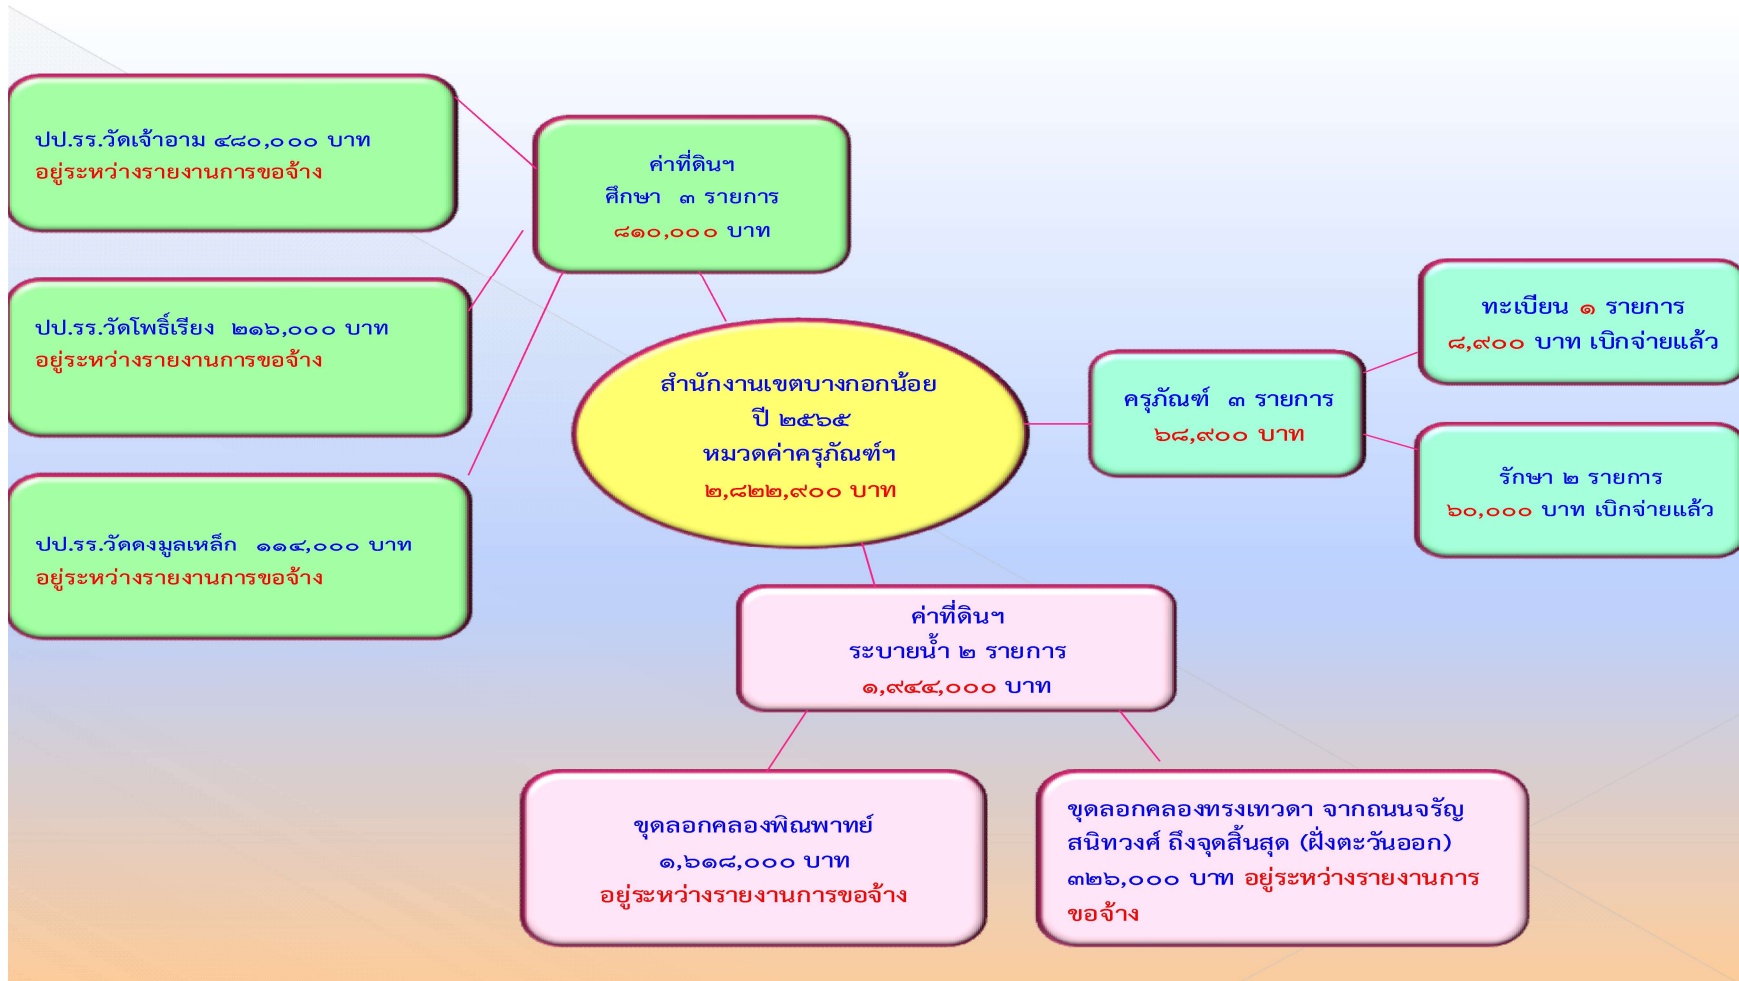 ปป.รร.วัดเจ้าอาม ๔๘๐,๐๐๐ บาท
อยู่ระหว่างรายงานการขอจ้าง
ค่าที่ดินฯ
ศึกษา ๓ รายการ
๘๑๐,๐๐๐ บาท
ปป.รร.วัดโพธิ์เรียง ๒๑๖,๐๐๐ บาท
อยู่ระหว่างรายงานการขอจ้าง
ปป.รร.วัดดงมูลเหล็ก ๑๑๔,๐๐๐ บาท
อยู่ระหว่างรายงานการขอจ้าง
สำนักงานเขตบางกอกน้อย
ปี ๒๕๖๕
หมวดค่าครุภัณฑ์ฯ
๒,๘๒๒,๙๐๐ บาท
ครุภัณฑ์ ๓ รายการ
๖๘,๙๐๐ บาท
ทะเบียน ๑ รายการ
๘,๙๐๐ บาท เบิกจ่ายแล้ว
รักษา ๒ รายการ
๖๐,๐๐๐ บาท เบิกจ่ายแล้ว
ค่าที่ดินฯ
ระบายน้ำ ๒ รายการ
๑,๙๔๔,๐๐๐ บาท
ขุดลอกคลองพิณพาทย์
๑,๖๑๘,๐๐๐ บาท
อยู่ระหว่างรายงานการขอจ้าง
ขุดลอกคลองทรงเทวดา จากถนนจรัญ
สนิทวงศ์ ถึงจุดสิ้นสุด (ฝั่งตะวันออก)
๓๒๖,๐๐๐ บาท อยู่ระหว่างรายงานการ
ขอจ้าง